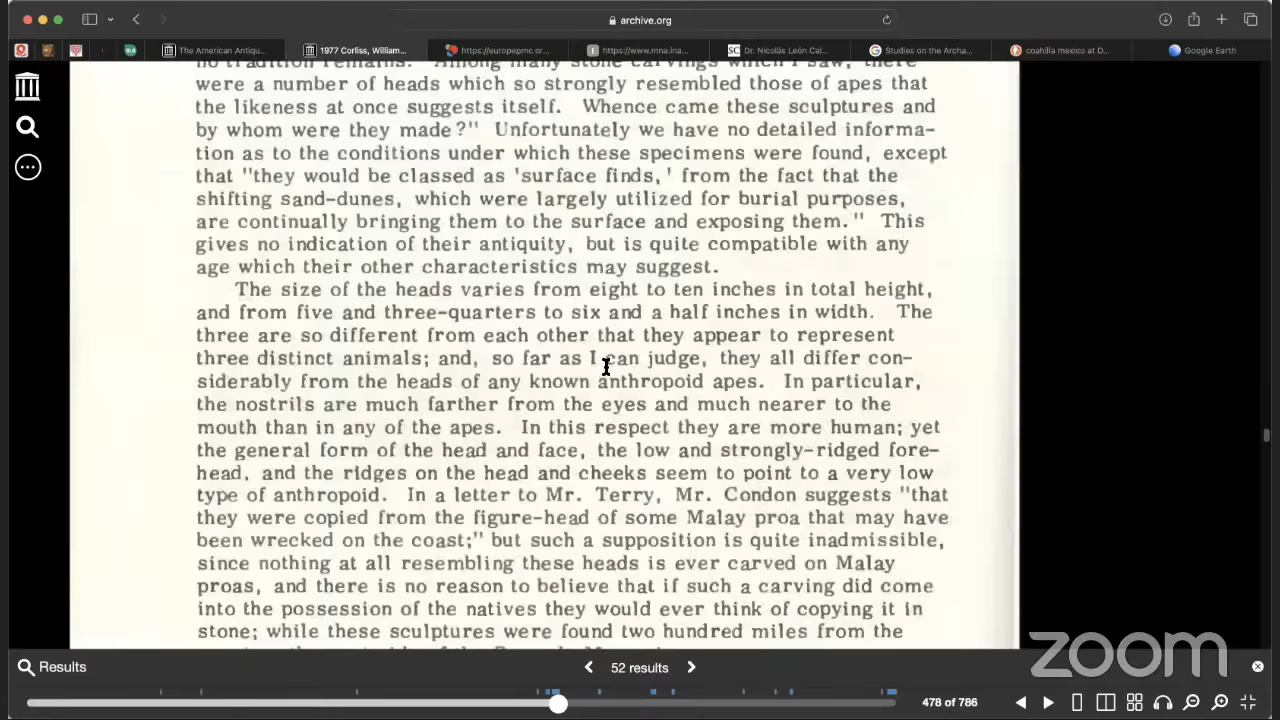 archive.org
The American Antiqu...
1977 Corliss, William...
https://europepmc.or...
https://www.mna.ina...
SC Dr. Nicolás León Cal...
G Studies on the Archa...
coahilla mexico at D...
Google Earth
no tradition remains. Among many stone carvings which I saw, there
were a number of heads which so strongly resembled those of apes that
the likeness at once suggests itself. Whence came these sculptures and
by whom were they made?" Unfortunately we have no detailed informa-
tion as to the conditions under which these specimens were found, except
that "they would be classed as 'surface finds,' from the fact that the
shifting sand-dunes, which were largely utilized for burial purposes,
are continually bringing them to the surface and exposing them." This
gives no indication of their antiquity, but is quite compatible with any
age which their other characteristics may suggest.
The size of the heads varies from eight to ten inches in total height,
and from five and three-quarters to six and a half inches in width. The
three are so different from each other that they appear to represent
three distinct animals; and, so far as I can judge, they all differ con-
siderably from the heads of any known anthropoid apes. In particular,
the nostrils are much farther from the eyes and much nearer to the
mouth than in any of the apes. In this respect they are more human; yet
the general form of the head and face, the low and strongly-ridged fore-
head, and the ridges on the head and cheeks seem to point to a very low
type of anthropoid. In a letter to Mr. Terry, Mr. Condon suggests "that
they were copied from the figure-head of some Malay proa that may have
been wrecked on the coast;" but such a supposition is quite inadmissible,
since nothing at all resembling these heads is ever carved on Malay
proas, and there is no reason to believe that if such a carving did come
into the possession of the natives they would ever think of copying it in
stone; while these sculptures were found two hundred miles from the
zoom
Results
52 results
478 of 786